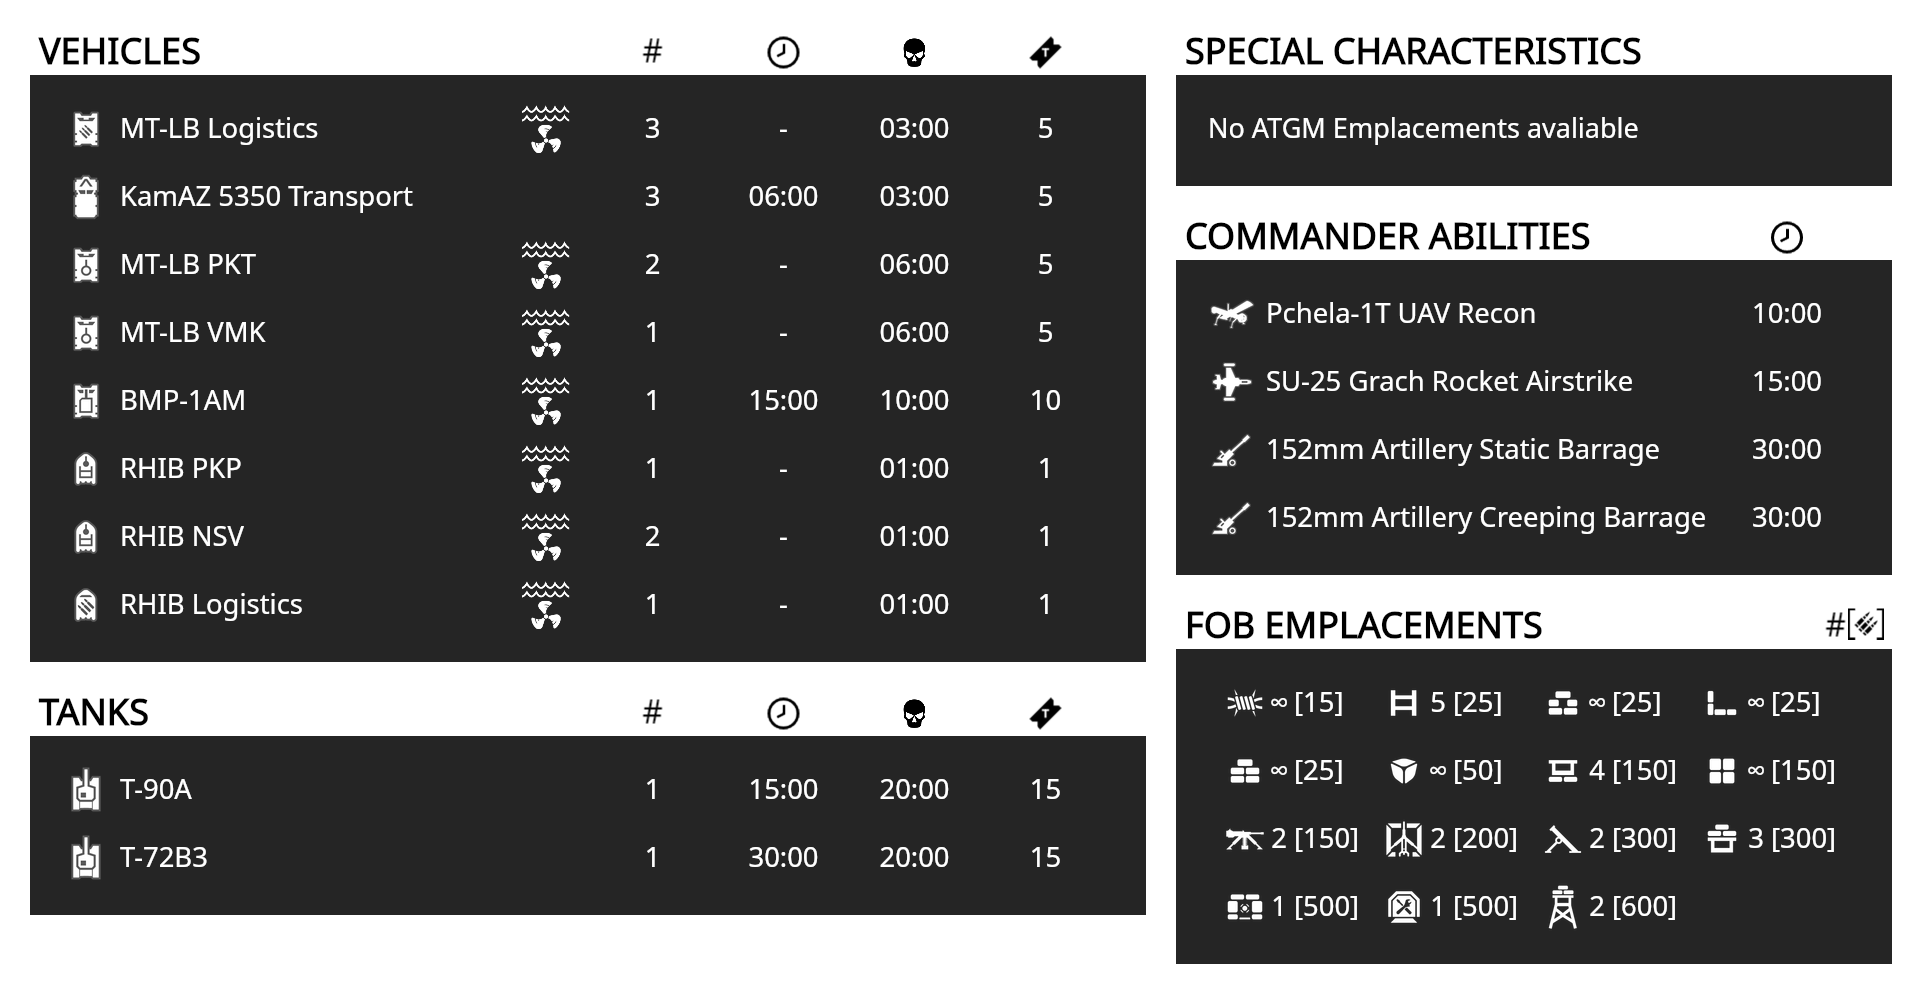 VEHICLES #
MT-LB Logistics 3 - 03:00 5
KamAZ 5350 Transport 3 06:00 03:00 5
MT-LB PKT 2 - 06:00 5
MT-LB VMK 1 - 06:00 5
BMP-1AM 1 15:00 10:00 10
RHIB PKP 1 - 01:00 1
RHIB NSV 2 - 01:00 1
RHIB Logistics 1 - 01:00 1
TANKS #
T-90A 1 15:00 20:00 15
T-72B3 1 30:00 20:00 15
SPECIAL CHARACTERISTICS
No ATGM Emplacements avaliable
COMMANDER ABILITIES
Pchela-1T UAV Recon 10:00
SU-25 Grach Rocket Airstrike 15:00
152mm Artillery Static Barrage 30:00
152mm Artillery Creeping Barrage 30:00
FOB EMPLACEMENTS #[]
∞ [15] 5 [25] ∞ [25] ∞ [25]
∞ [25] ∞ [50] 4 [150] ∞ [150]
2 [150] 2 [200] 2 [300] 3 [300]
1 [500] 1 [500] 2 [600]